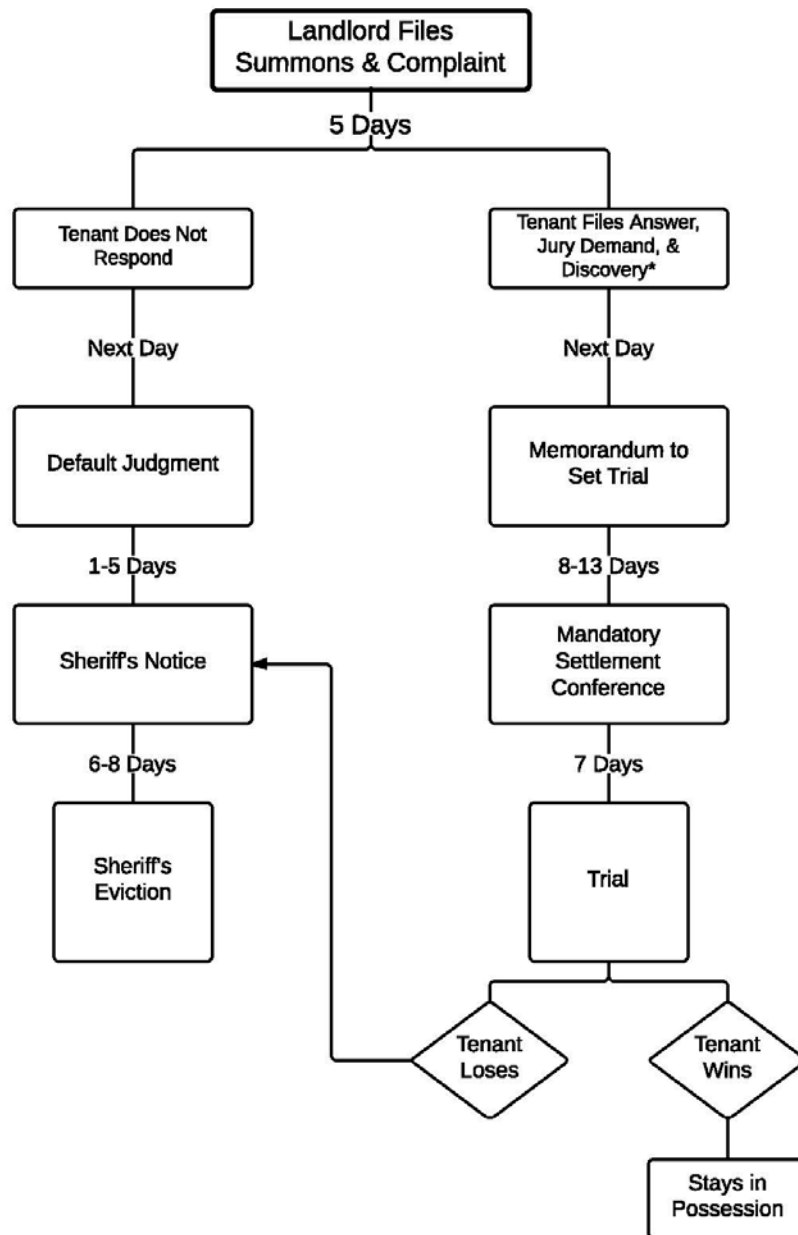 Landlord Files
Summons & Complaint
5 Days
Tenant Does Not
Respond
Tenant Files Answer,
Jury Demand, &
Discovery*
Next Day
Next Day
Default Judgment
Memorandum to
Set Trial
1-5 Days
8-13 Days
Sheriff's Notice
Mandatory
Settlement
Conference
6-8 Days
7 Days
Sheriff's
Eviction
Trial
Tenant
Loses
Tenant
Wins
Stays in
Possession